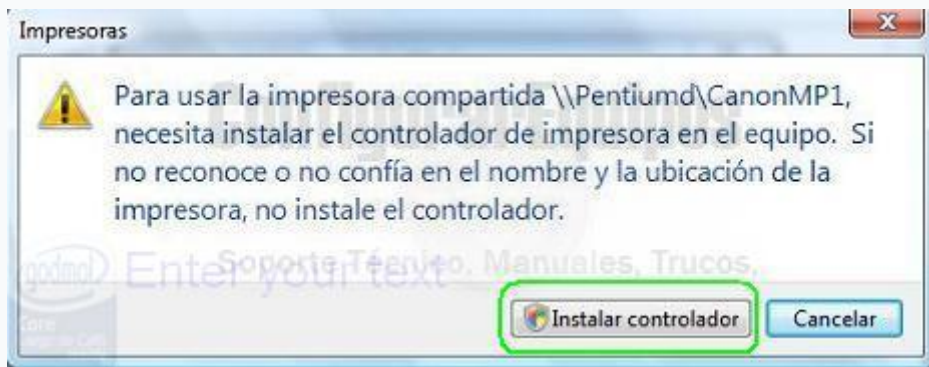 Impresoras
Para usar la impresora compartida \\Pentiumd\CanonMP1,
necesita instalar el controlador de impresora en el equipo. Si
no reconoce o no confía en el nombre y la ubicación de la
impresora, no instale el controlador.
Enter your text
Soporte Técnico, Manuales, Trucos,
Instalar controlador
Cancelar